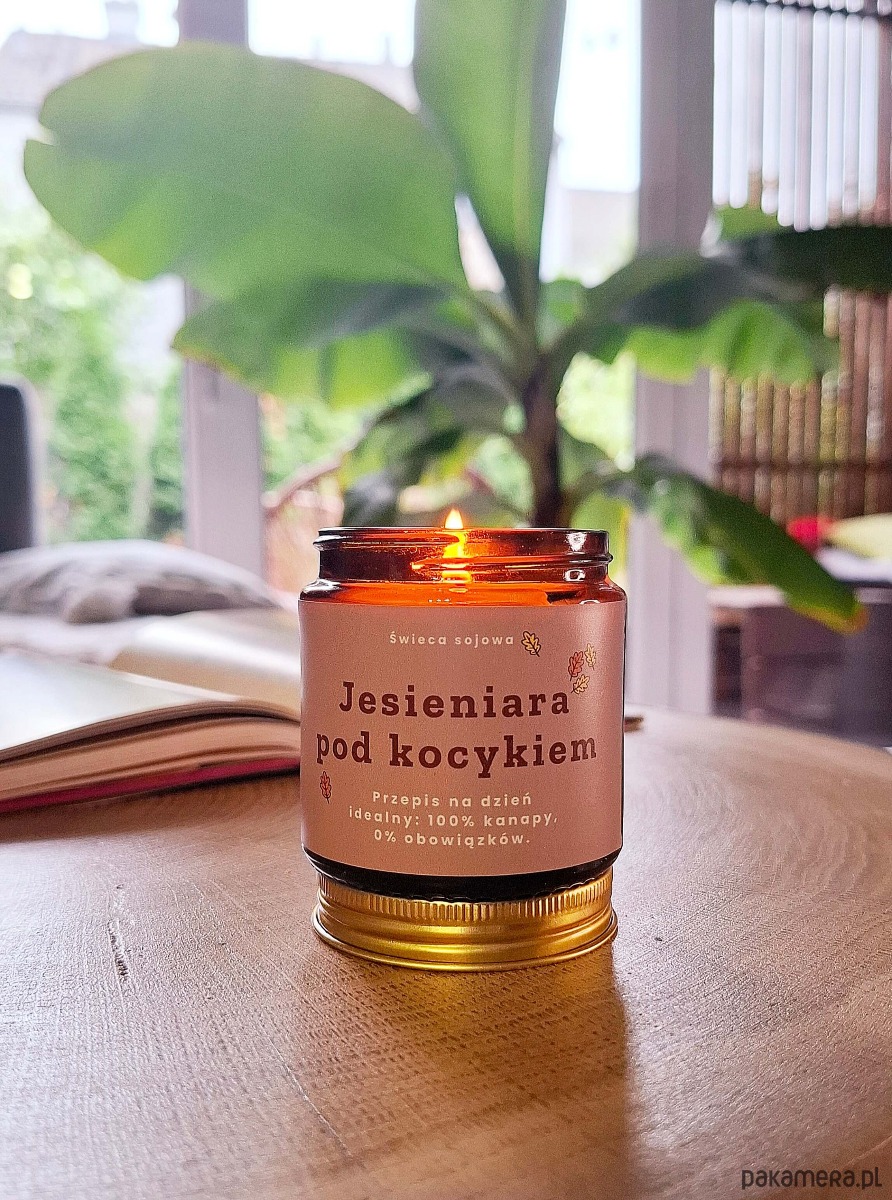 Świeca sojowa
Jesieniara
pod kocykiem
Przepis na dzień
idealny: 100% kanapy,
0% obowiązków.
pakamera.pl